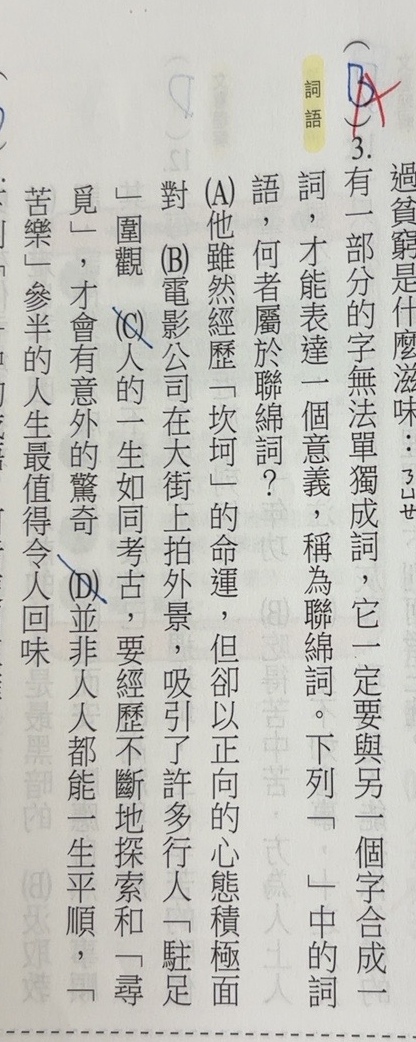 過貧窮是什麼滋味：ㄋㄩㄝ
(B)3.有一部分的字無法單獨成詞，它一定要與另一個字合成一
詞語
詞，才能表達一個意義，稱為聯綿詞。下列「　」中的詞
語，何者屬於聯綿詞？
(A)他雖然經歷「坎坷」的命運，但卻以正向的心態積極面
對　(B)電影公司在大街上拍外景，吸引了許多行人「駐足
」圍觀　(C)人的一生如同考古，要經歷不斷地探索和「尋
覓」，才會有意外的驚奇　(D)並非人人都能一生平順，「
苦樂」參半的人生最值得令人回味